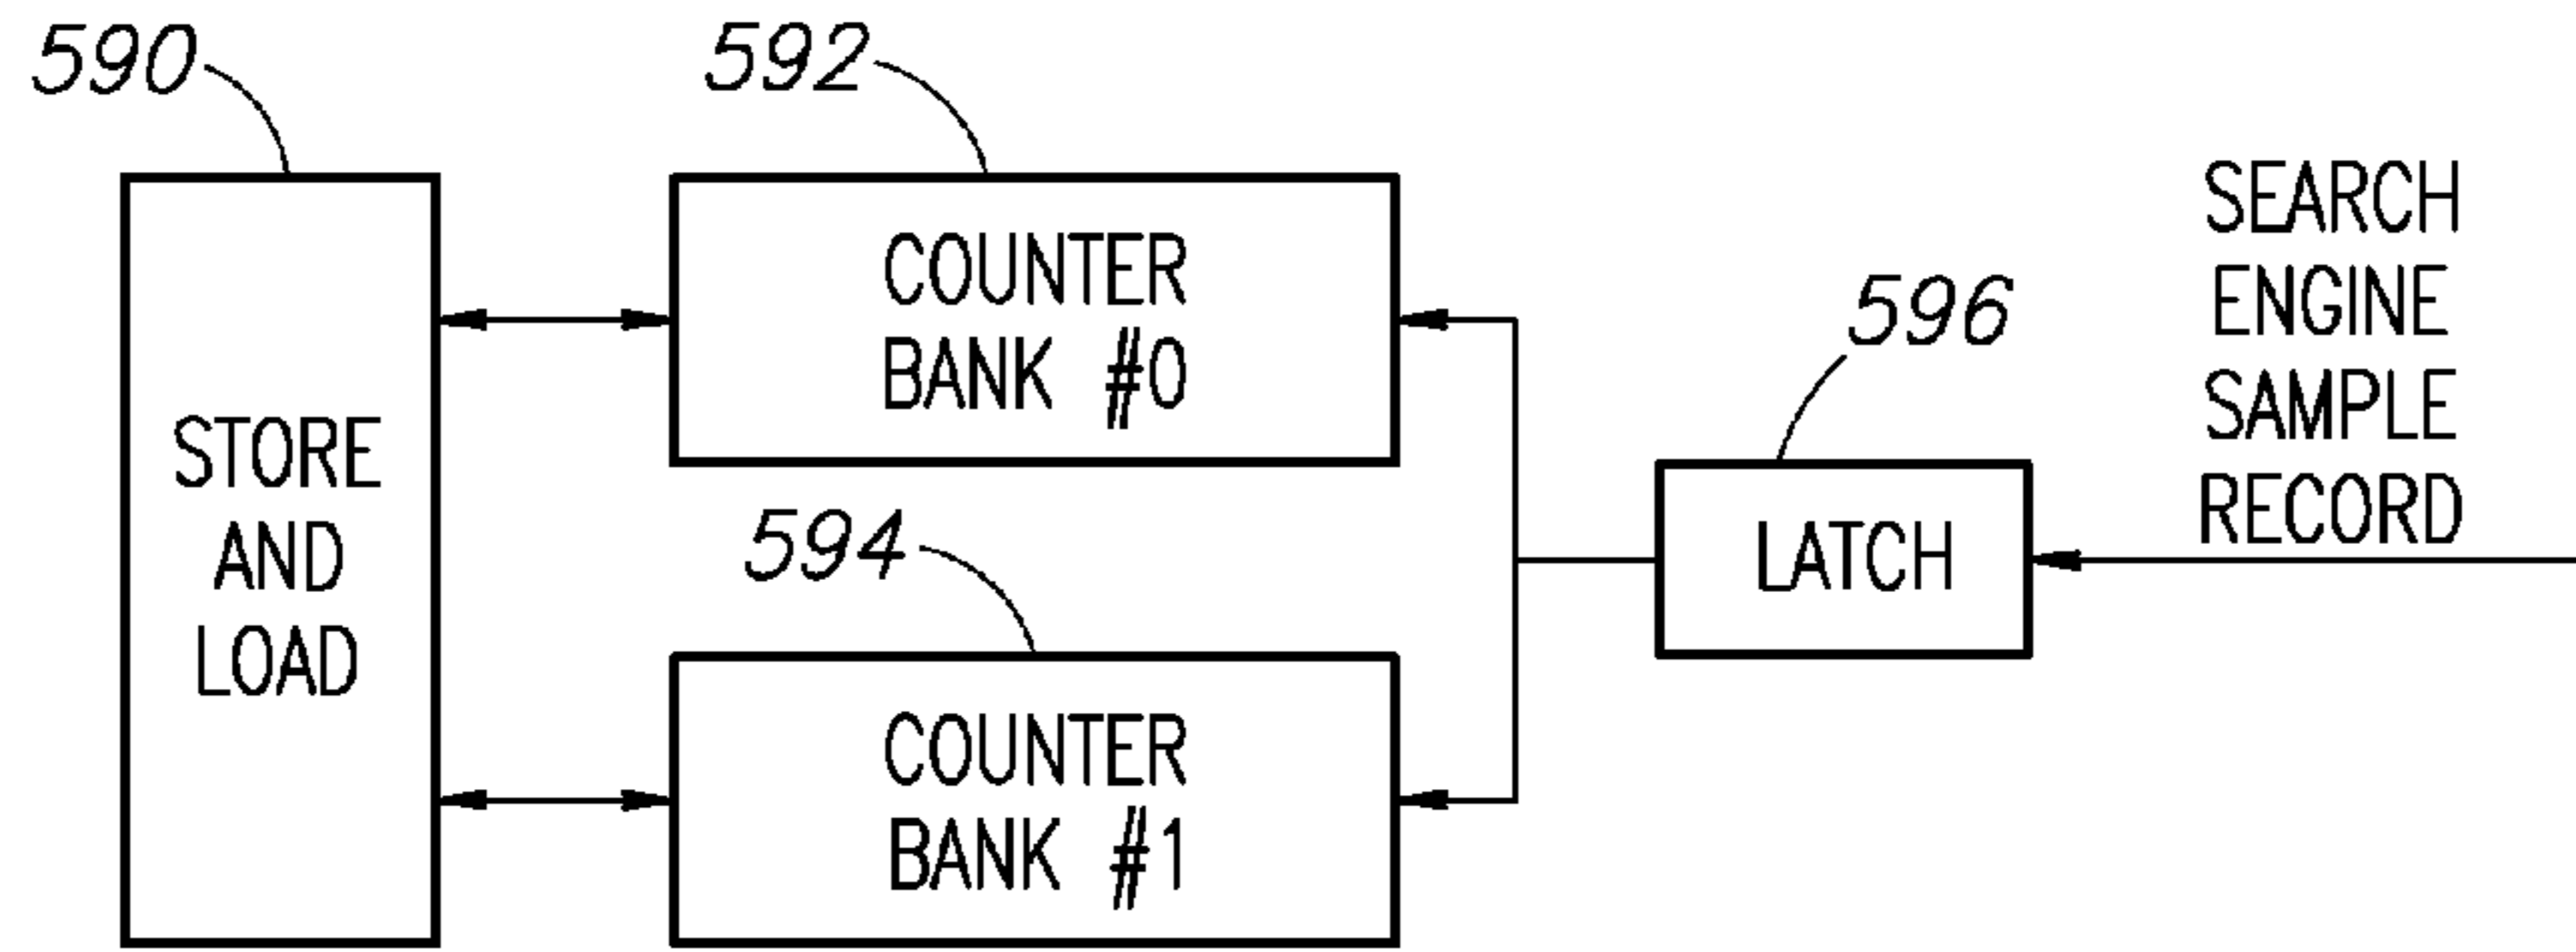 590
592
COUNTER
BANK #0
STORE
AND
LOAD
594
COUNTER
BANK #1
596
LATCH
SEARCH
ENGINE
SAMPLE
RECORD